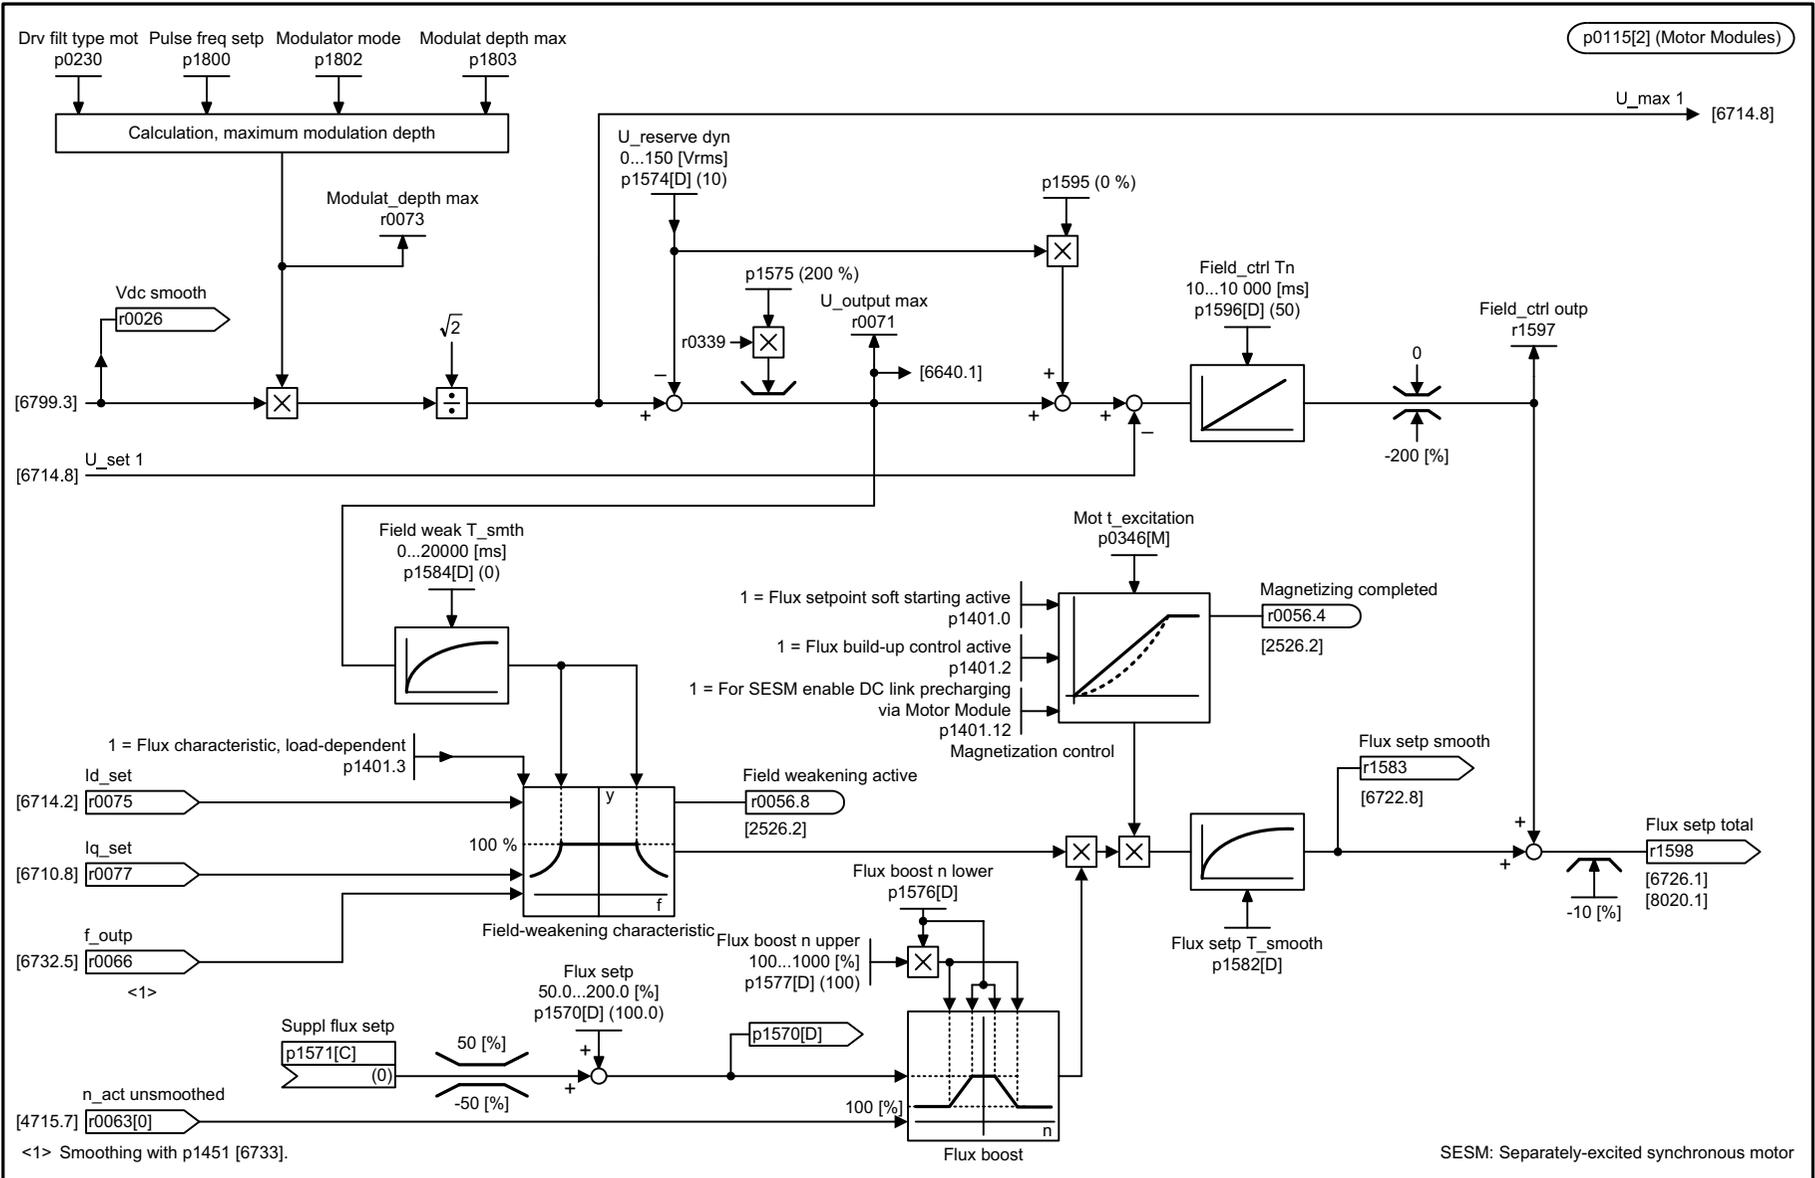 Drv filt type mot
p0230
Pulse freq setp
p1800
Modulator mode
p1802
Modulat depth max
p1803
p0115[2] (Motor Modules)
Calculation, maximum modulation depth
U_max 1
[6714.8]
U_reserve dyn
0...150 [Vrms]
p1574[D] (10)
p1595 (0 %)
Modulat_depth max
r0073
Vdc smooth
r0026
√2
p1575 (200 %)
r0339
U_output max
r0071
[6640.1]
Field_ctrl Tn
10...10 000 [ms]
p1596[D] (50)
Field_ctrl outp
r1597
0
-200 [%]
[6799.3]
×
÷
×
×
+
–
+
+
+
–
U_set 1
[6714.8]
Field weak T_smth
0...20000 [ms]
p1584[D] (0)
Mot t_excitation
p0346[M]
1 = Flux setpoint soft starting active
p1401.0
1 = Flux build-up control active
p1401.2
1 = For SESM enable DC link precharging
via Motor Module
p1401.12
Magnetization control
Magnetizing completed
r0056.4
[2526.2]
1 = Flux characteristic, load-dependent
p1401.3
Id_set
[6714.2]
r0075
Iq_set
[6710.8]
r0077
f_outp
[6732.5]
r0066
<1>
y
100 %
f
Field-weakening characteristic
Field weakening active
r0056.8
[2526.2]
×
×
Flux setp smooth
r1583
[6722.8]
Flux setp T_smooth
p1582[D]
+
+
-10 [%]
Flux setp total
r1598
[6726.1]
[8020.1]
Flux boost n lower
p1576[D]
Flux boost n upper
100...1000 [%]
p1577[D] (100)
×
Flux setp
50.0...200.0 [%]
p1570[D] (100.0)
Suppl flux setp
p1571[C]
(0)
50 [%]
-50 [%]
+
+
p1570[D]
100 [%]
n
Flux boost
n_act unsmoothed
[4715.7]
r0063[0]
<1> Smoothing with p1451 [6733].
SESM: Separately-excited synchronous motor